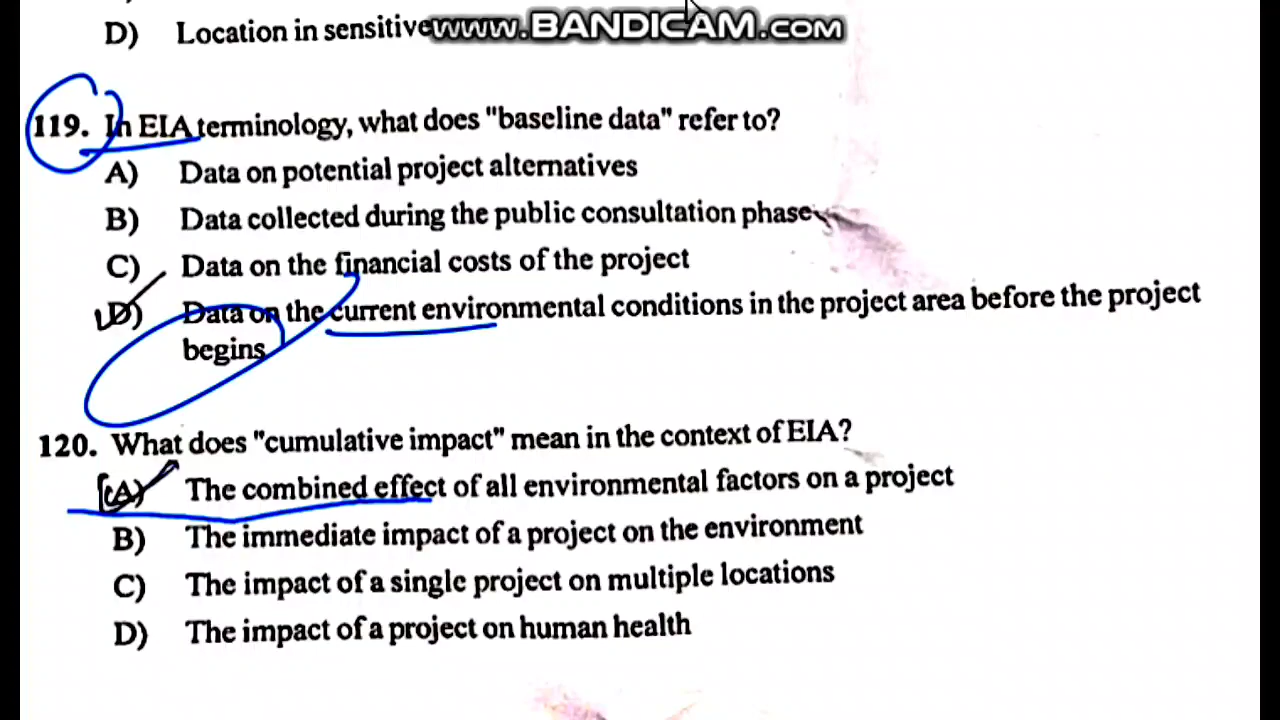 D) Location in sensitive
www.BANDICAM.com
119. In EIA terminology, what does "baseline data" refer to?
A) Data on potential project alternatives
B) Data collected during the public consultation phase
C) Data on the financial costs of the project
D) Data on the current environmental conditions in the project area before the project
begins
120. What does "cumulative impact" mean in the context of EIA?
(A) The combined effect of all environmental factors on a project
B) The immediate impact of a project on the environment
C) The impact of a single project on multiple locations
D) The impact of a project on human health